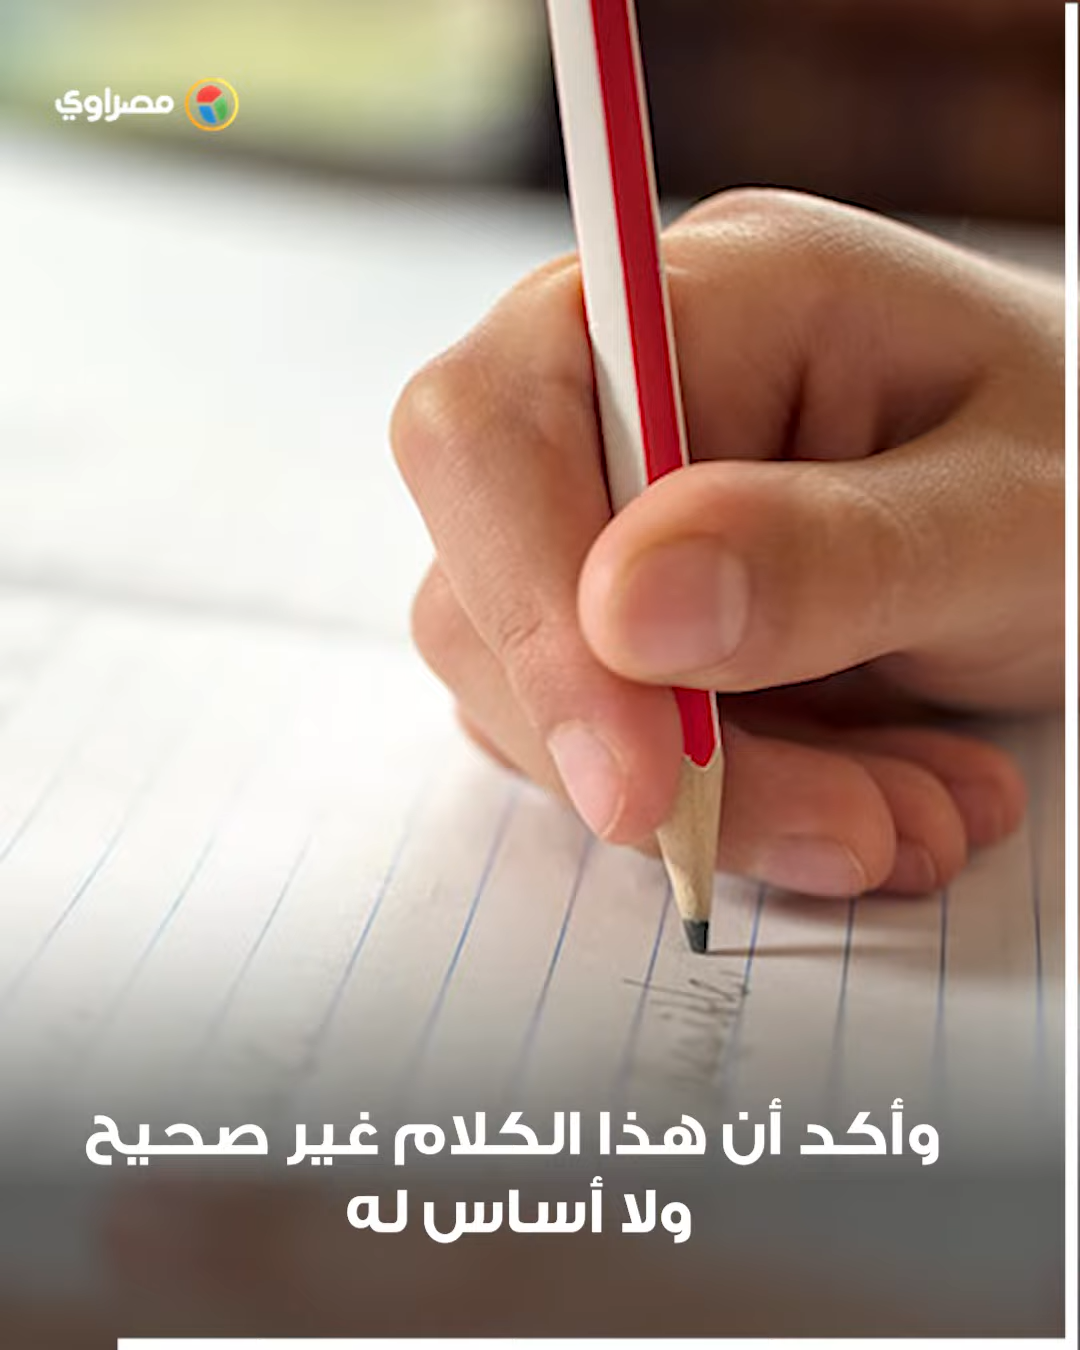 مصراوي
وأكد أن هذا الكلام غير صحيح
ولا أساس له